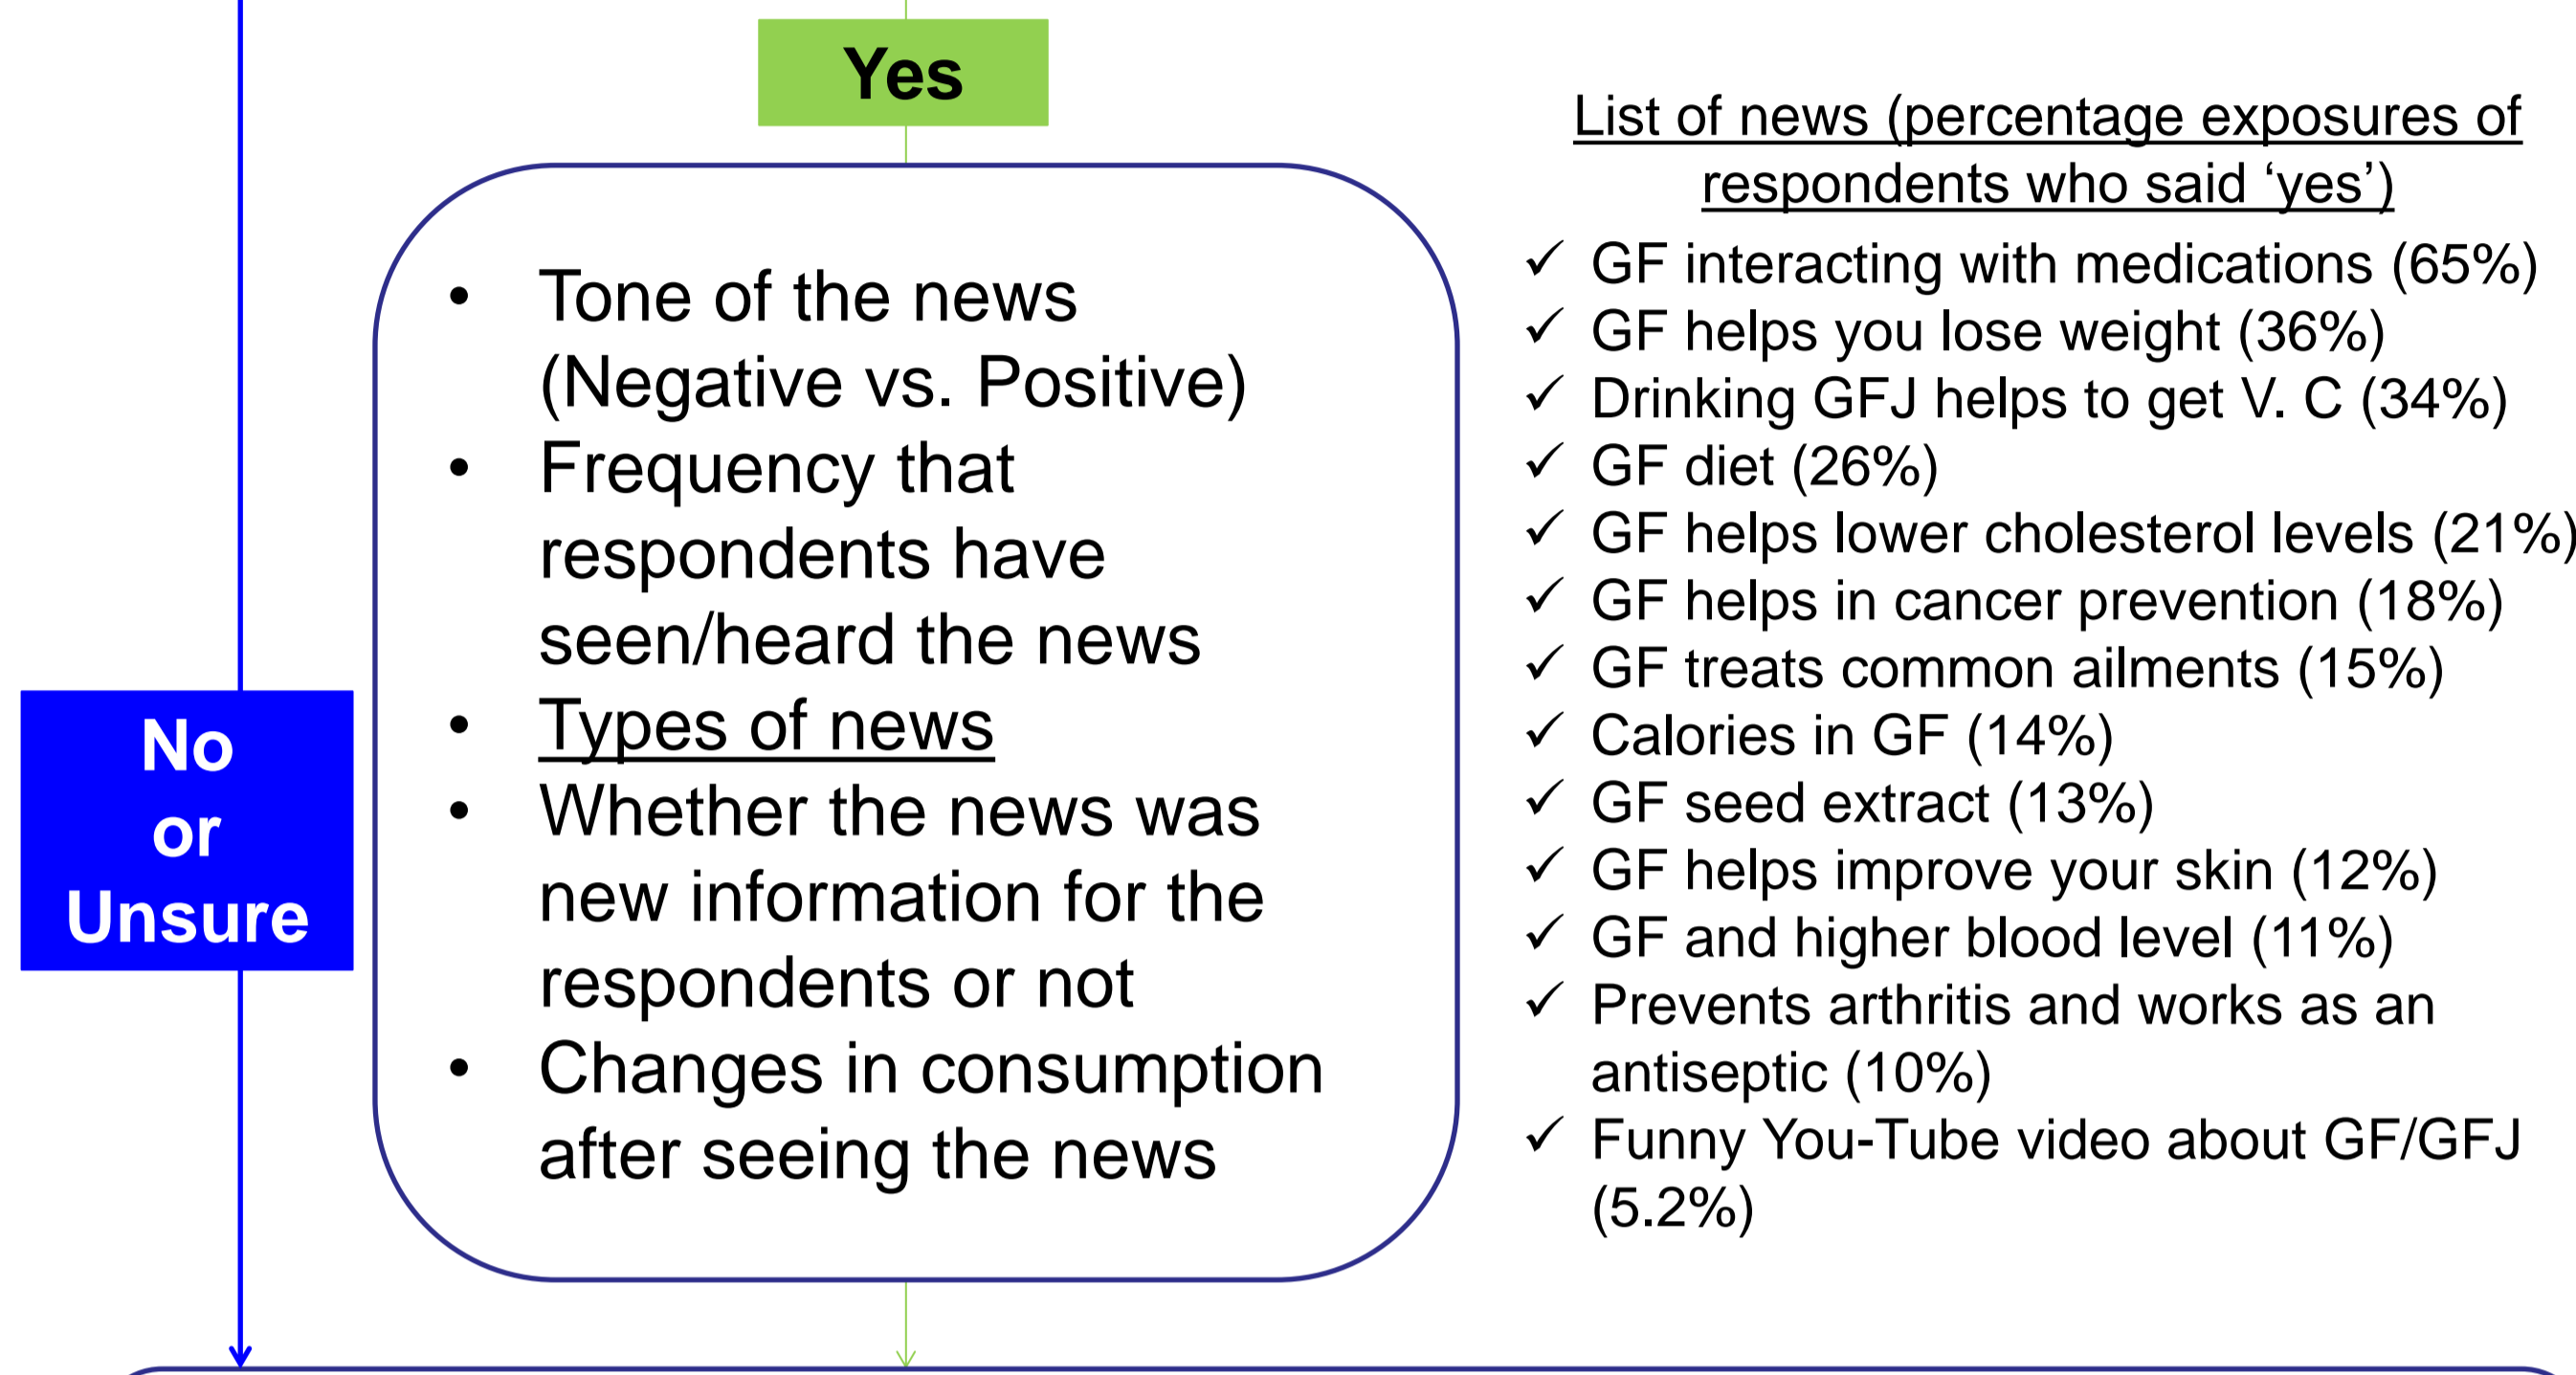 Yes
No
or
Unsure
• Tone of the news
(Negative vs. Positive)
• Frequency that
respondents have
seen/heard the news
• Types of news
• Whether the news was
new information for the
respondents or not
• Changes in consumption
after seeing the news
List of news (percentage exposures of
respondents who said ‘yes’)
✓ GF interacting with medications (65%)
✓ GF helps you lose weight (36%)
✓ Drinking GFJ helps to get V. C (34%)
✓ GF diet (26%)
✓ GF helps lower cholesterol levels (21%)
✓ GF helps in cancer prevention (18%)
✓ GF treats common ailments (15%)
✓ Calories in GF (14%)
✓ GF seed extract (13%)
✓ GF helps improve your skin (12%)
✓ GF and higher blood level (11%)
✓ Prevents arthritis and works as an
antiseptic (10%)
✓ Funny You-Tube video about GF/GFJ
(5.2%)